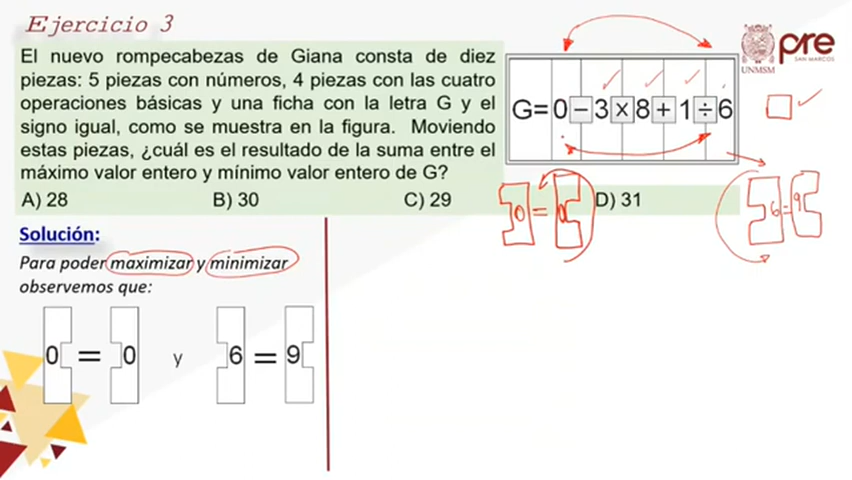 Ejercicio 3
El nuevo rompecabezas de Giana consta de diez
piezas: 5 piezas con números, 4 piezas con las cuatro
operaciones básicas y una ficha con la letra G y el
signo igual, como se muestra en la figura. Moviendo
estas piezas, ¿cuál es el resultado de la suma entre el
máximo valor entero y mínimo valor entero de G?
A) 28 B) 30 C) 29 D) 31
G=0−3×8+1÷6
UNMSM
pre
SAN MARCOS
0 = 0
6 = 9
Solución:
Para poder maximizar y minimizar
observemos que:
0 = 0 y 6 = 9